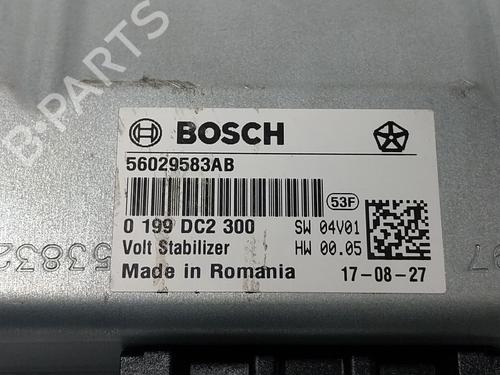 B-PARTS
BOSCH
56029583AB
53F
0 199 DC2 300
SW 04V01
Volt Stabilizer
HW 00.05
Made in Romania
17-08-27